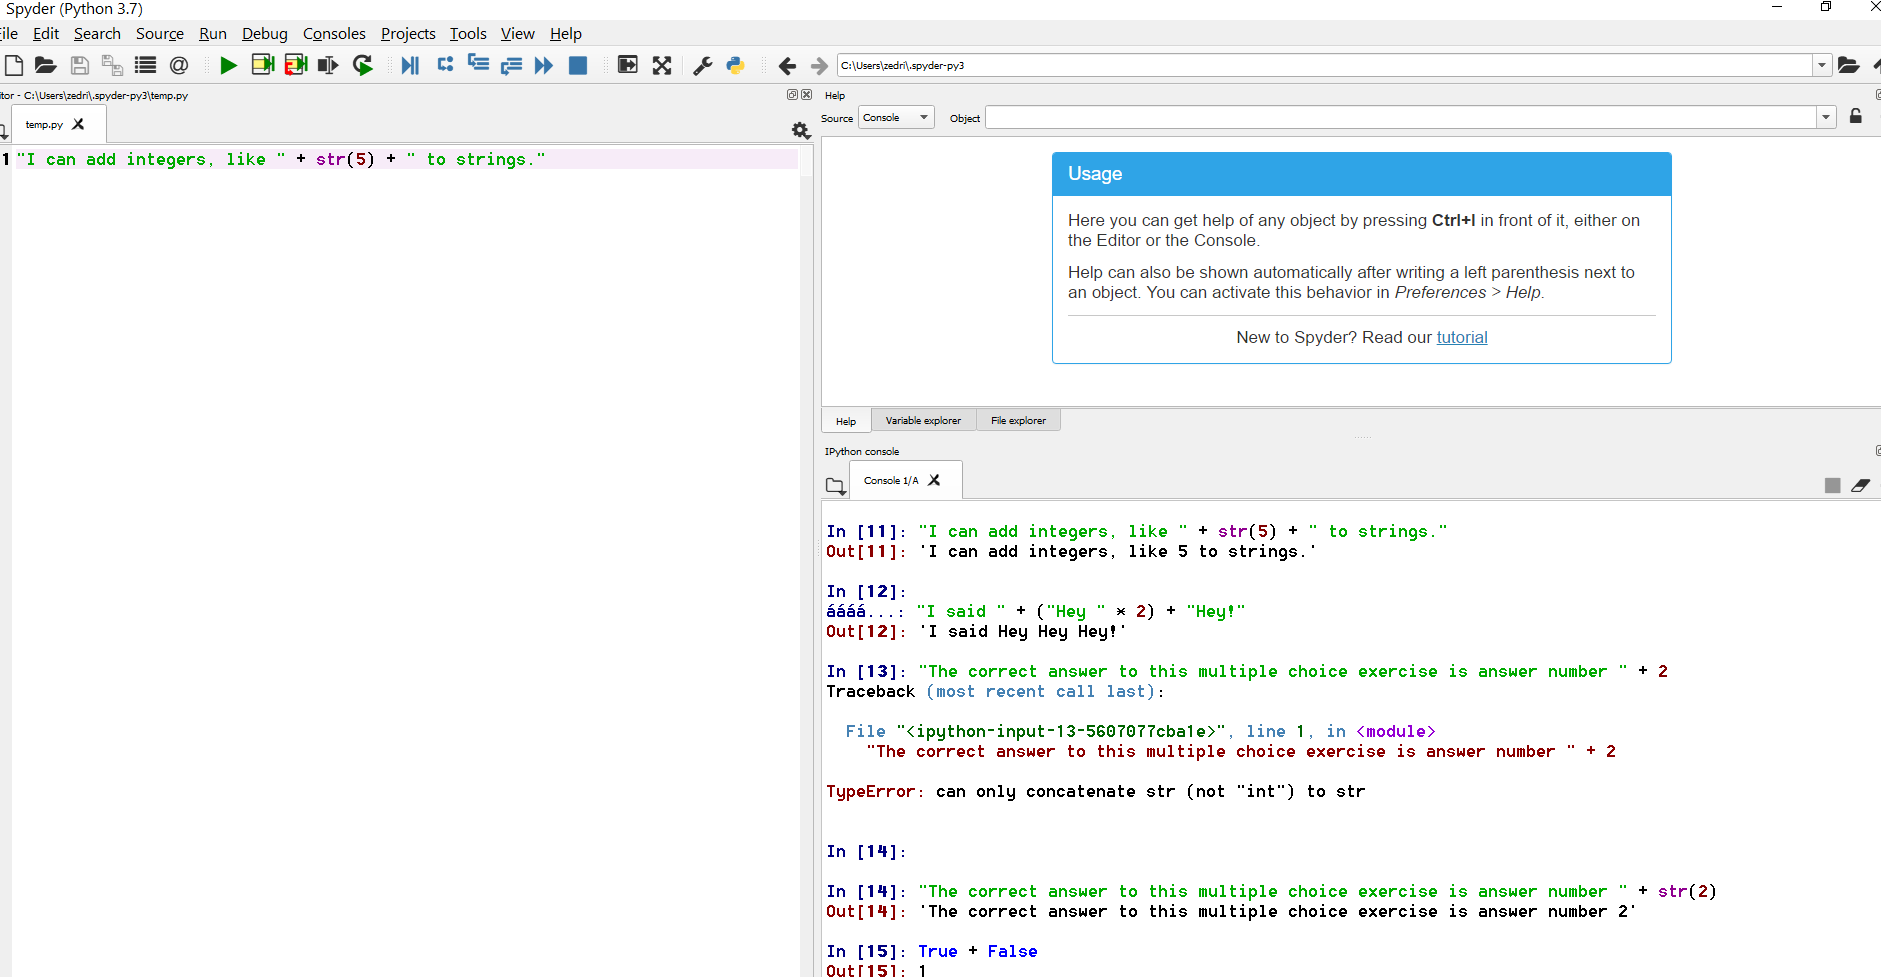 Spyder (Python 3.7)
ile Edit Search Source Run Debug Consoles Projects Tools View Help
C:\Users\zedri\.spyder-py3
itor - C:\Users\zedri\.spyder-py3\temp.py
temp.py
1 "I can add integers, like " + str(5) + " to strings."
Help
Source Console Object
Usage
Here you can get help of any object by pressing Ctrl+I in front of it, either on
the Editor or the Console.
Help can also be shown automatically after writing a left parenthesis next to
an object. You can activate this behavior in Preferences > Help.
New to Spyder? Read our tutorial
Help Variable explorer File explorer
IPython console
Console 1/A
In [11]: "I can add integers, like " + str(5) + " to strings."
Out[11]: 'I can add integers, like 5 to strings.'
In [12]:
áááá...: "I said " + ("Hey " * 2) + "Hey!"
Out[12]: 'I said Hey Hey Hey!'
In [13]: "The correct answer to this multiple choice exercise is answer number " + 2
Traceback (most recent call last):
File "<ipython-input-13-5607077cba1e>", line 1, in <module>
"The correct answer to this multiple choice exercise is answer number " + 2
TypeError: can only concatenate str (not "int") to str
In [14]:
In [14]: "The correct answer to this multiple choice exercise is answer number " + str(2)
Out[14]: 'The correct answer to this multiple choice exercise is answer number 2'
In [15]: True + False
Out[15]: 1